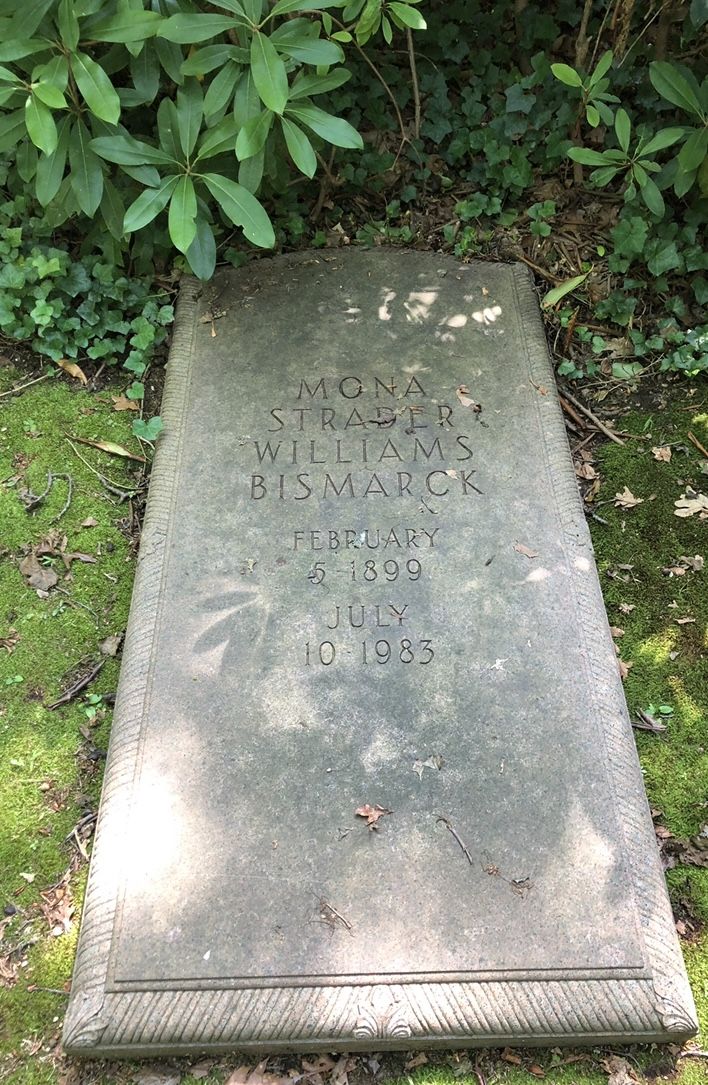 MONA
STRADER
WILLIAMS
BISMARCK
FEBRUARY
5-1899
JULY
10-1983